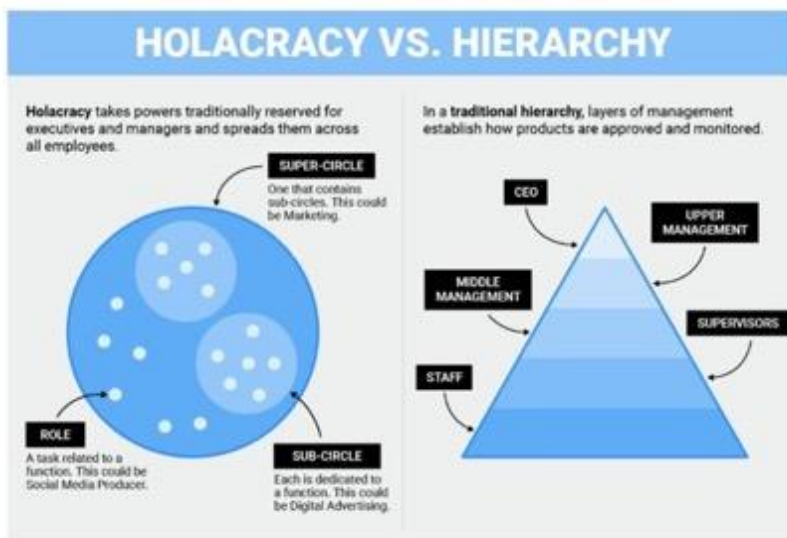 HOLACRACY VS. HIERARCHY
Holacracy takes powers traditionally reserved for
executives and managers and spreads them across
all employees.
SUPER-CIRCLE
One that contains
sub-circles. This could
be Marketing.
ROLE
A task related to a
function. This could be
Social Media Producer.
SUB-CIRCLE
Each is dedicated to
a function. This could
be Digital Advertising.
In a traditional hierarchy, layers of management
establish how products are approved and monitored.
CEO
UPPER
MANAGEMENT
MIDDLE
MANAGEMENT
SUPERVISORS
STAFF